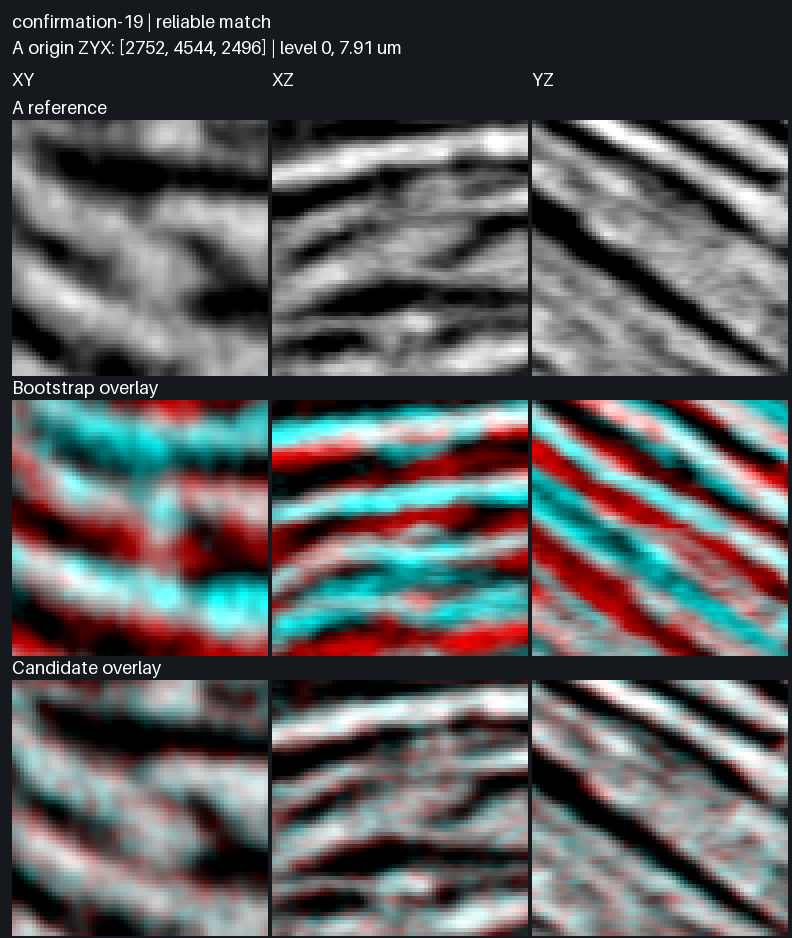 confirmation-19 | reliable match
A origin ZYX: [2752, 4544, 2496] | level 0, 7.91 um
XY XZ YZ
A reference
Bootstrap overlay
Candidate overlay